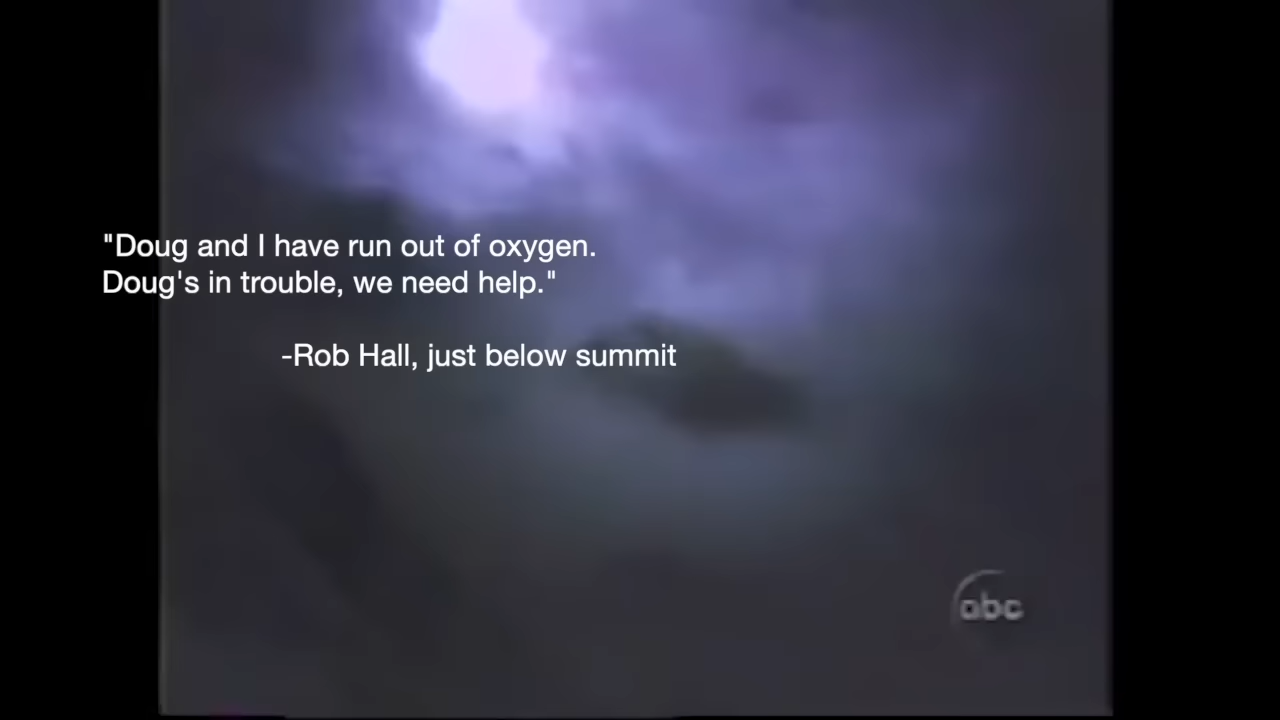 "Doug and I have run out of oxygen.
Doug's in trouble, we need help."
-Rob Hall, just below summit
abc